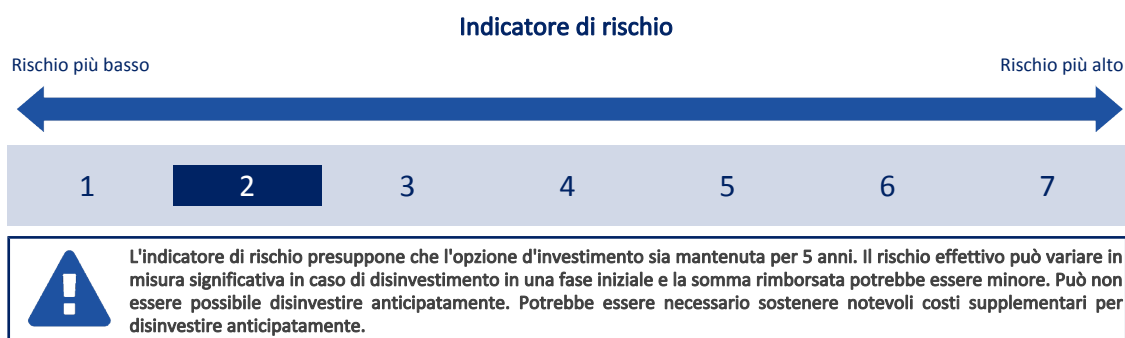 Indicatore di rischio
Rischio più basso
Rischio più alto
1 2 3 4 5 6 7
L'indicatore di rischio presuppone che l'opzione d'investimento sia mantenuta per 5 anni. Il rischio effettivo può variare in
misura significativa in caso di disinvestimento in una fase iniziale e la somma rimborsata potrebbe essere minore. Può non
essere possibile disinvestire anticipatamente. Potrebbe essere necessario sostenere notevoli costi supplementari per
disinvestire anticipatamente.